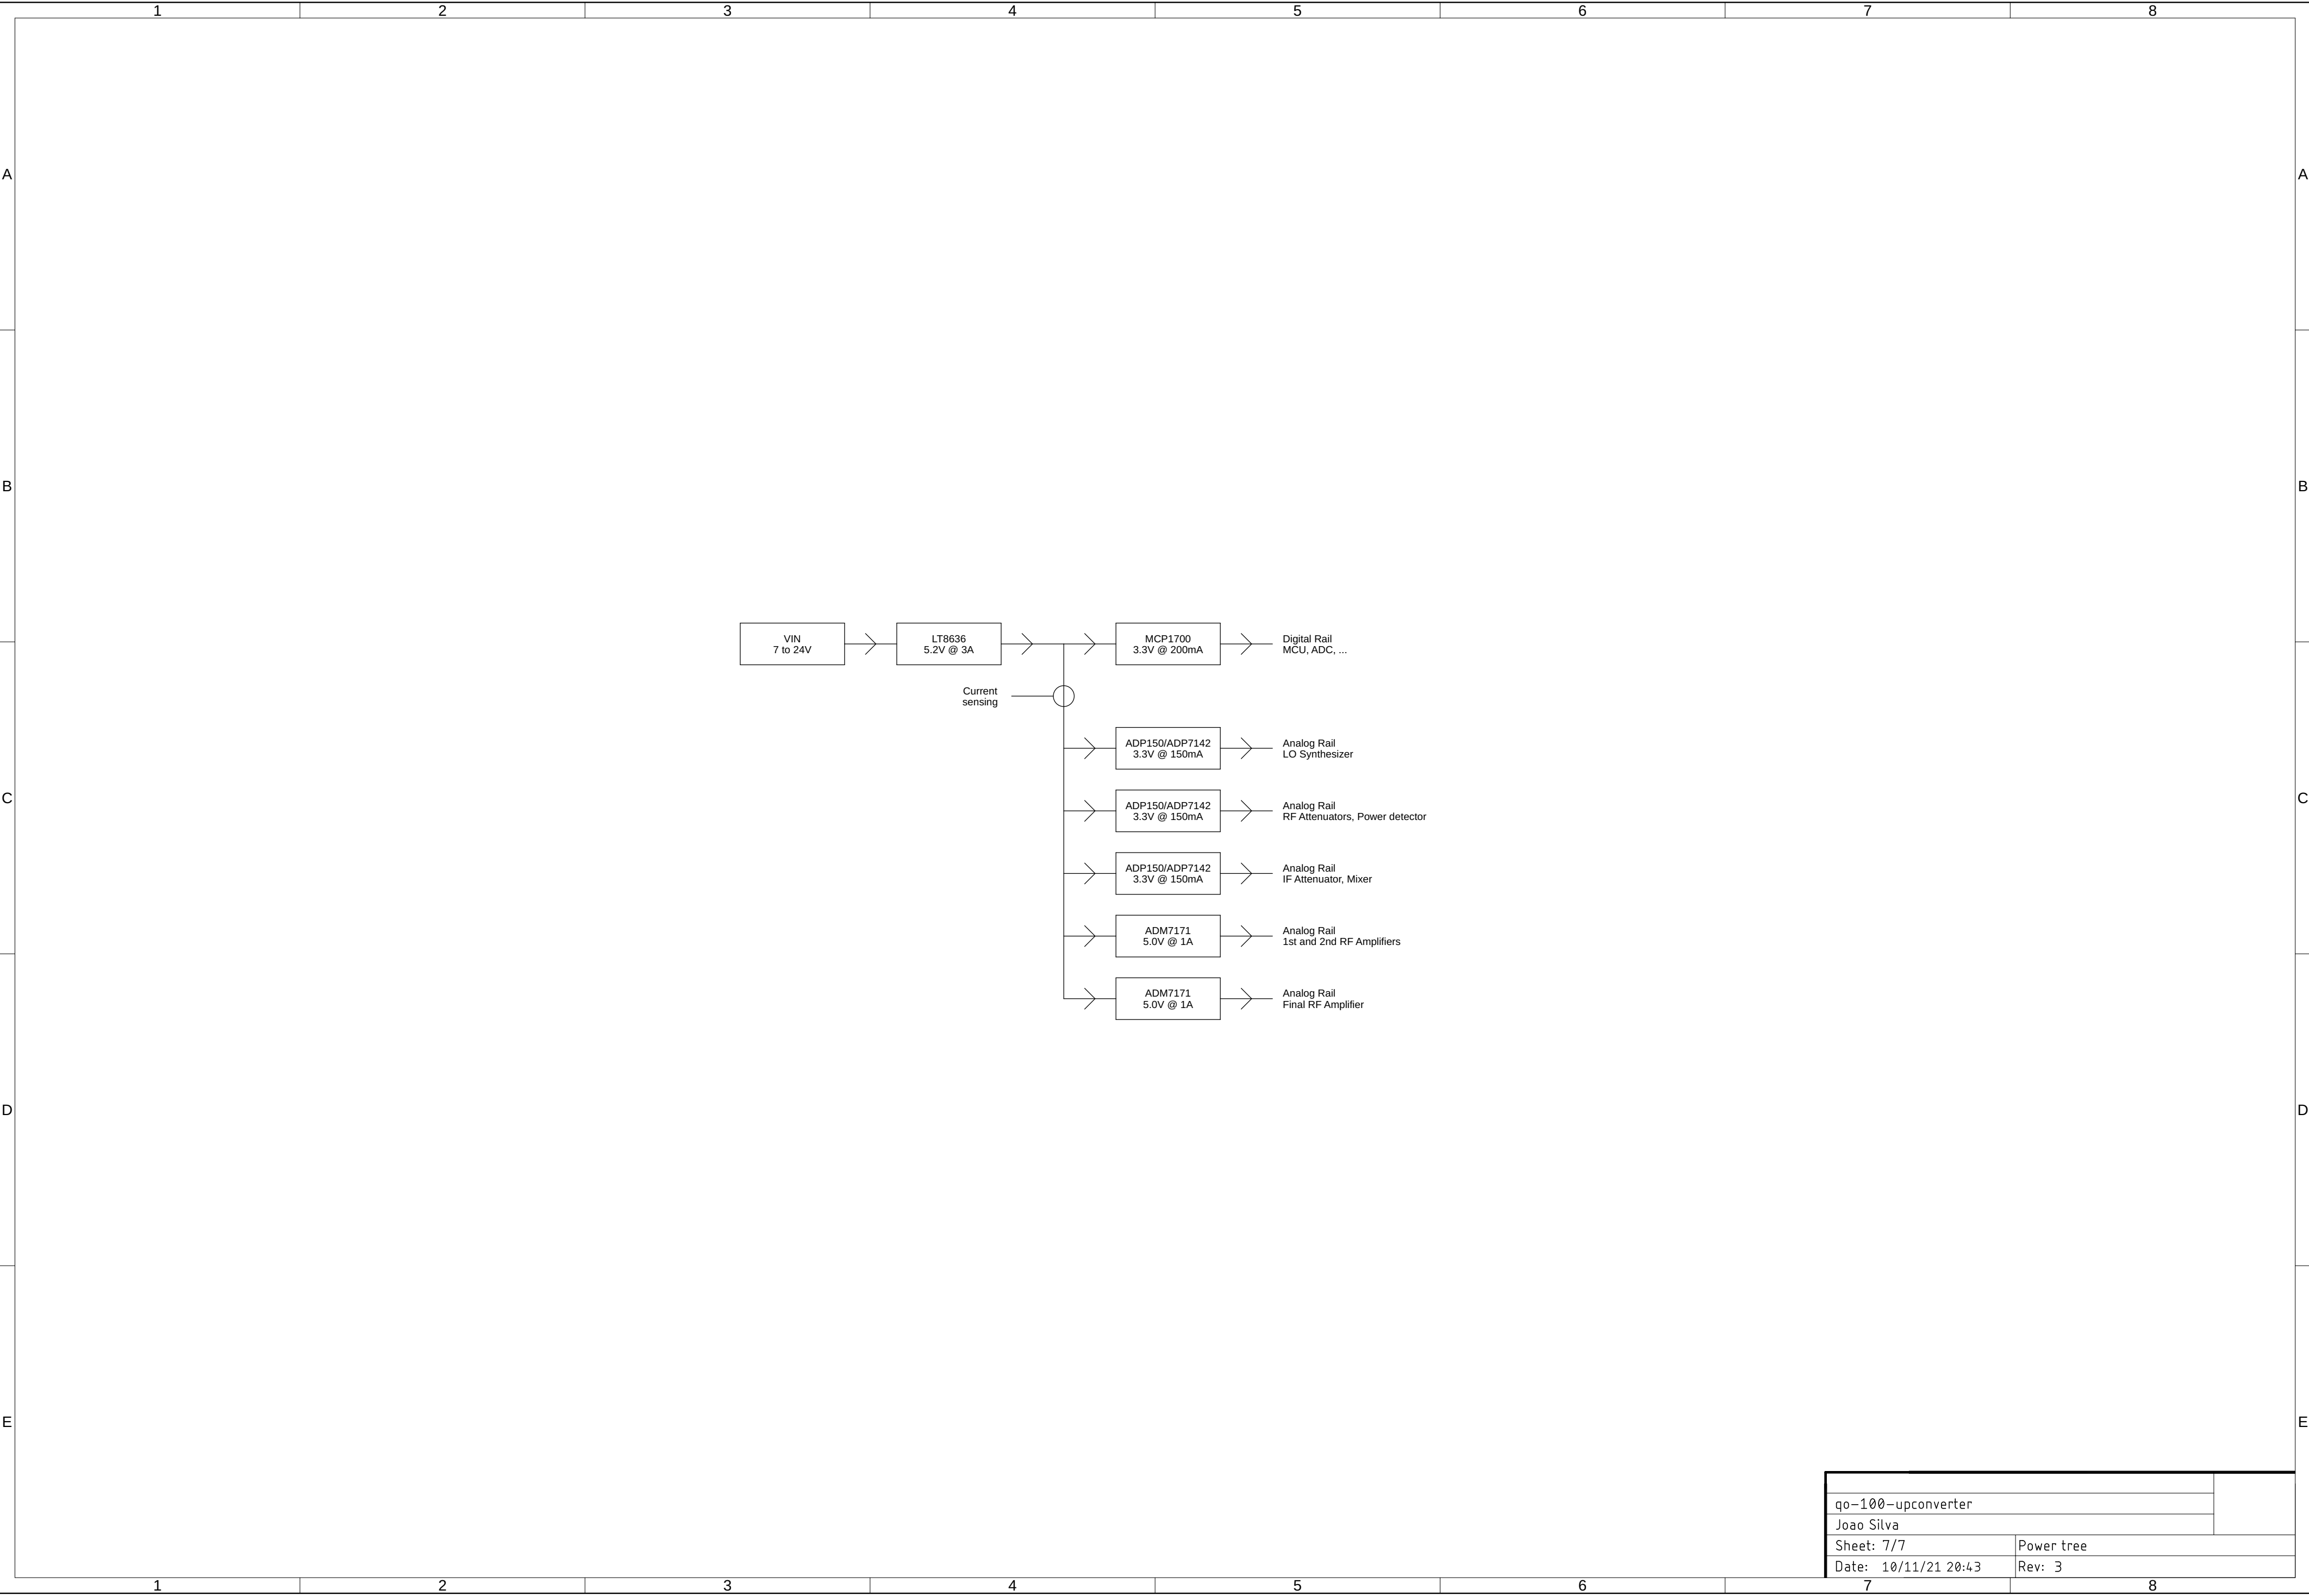 1 2 3 4 5 6 7 8
A A
B B
VIN
7 to 24V
LT8636
5.2V @ 3A
MCP1700
3.3V @ 200mA
Digital Rail
MCU, ADC, ...
Current
sensing
ADP150/ADP7142
3.3V @ 150mA
Analog Rail
LO Synthesizer
C C
ADP150/ADP7142
3.3V @ 150mA
Analog Rail
RF Attenuators, Power detector
ADP150/ADP7142
3.3V @ 150mA
Analog Rail
IF Attenuator, Mixer
ADM7171
5.0V @ 1A
Analog Rail
1st and 2nd RF Amplifiers
ADM7171
5.0V @ 1A
Analog Rail
Final RF Amplifier
D D
E E
qo-100-upconverter
Joao Silva
Sheet: 7/7 Power tree
Date: 10/11/21 20:43 Rev: 3
1 2 3 4 5 6 7 8